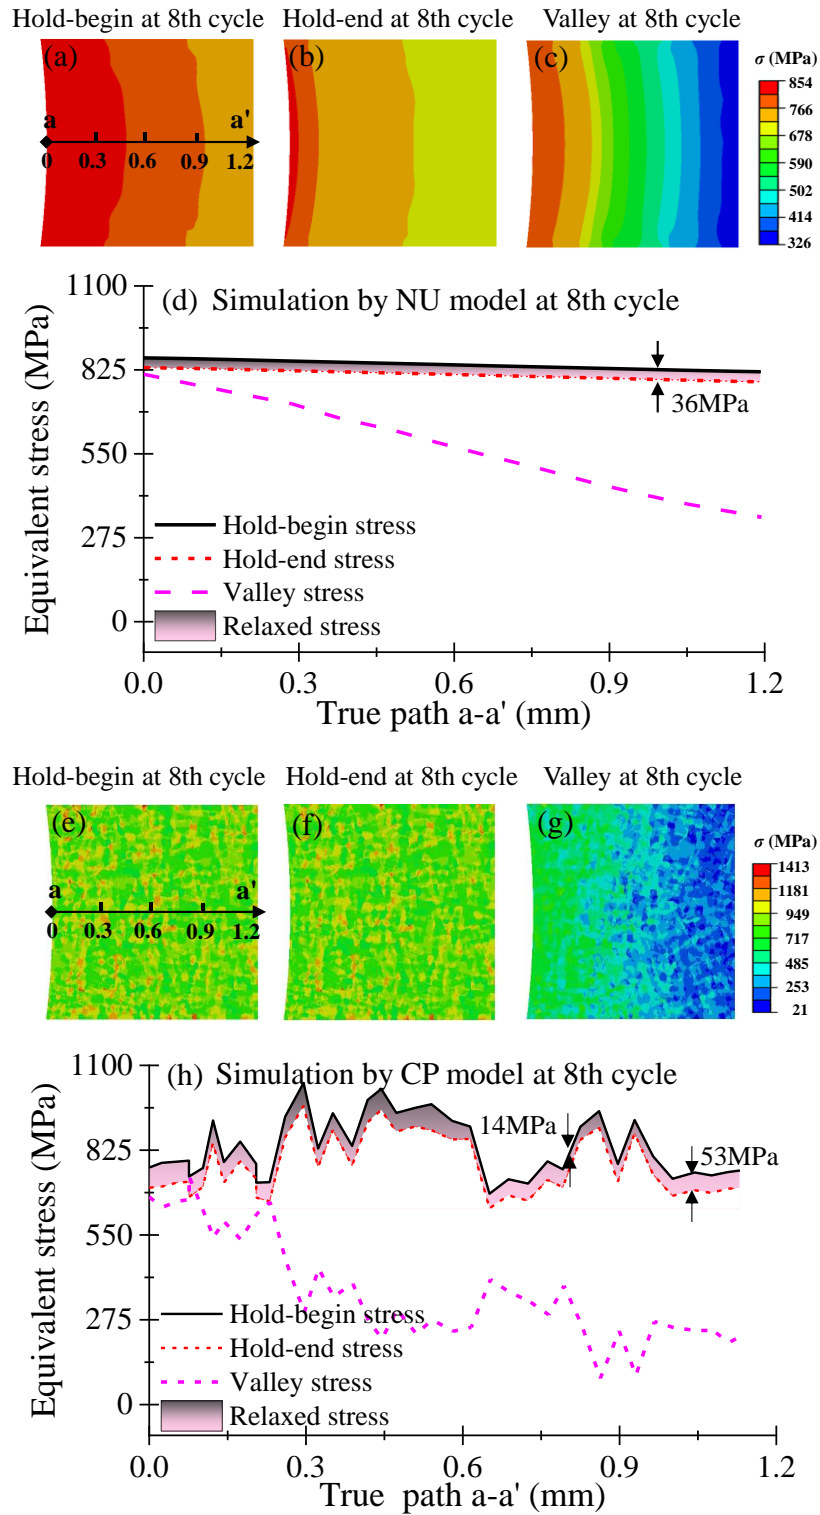 Hold-begin at 8th cycle Hold-end at 8th cycle Valley at 8th cycle
(a) (b) (c)
σ (MPa)
854
766
678
590
502
414
326
a a'
0 0.3 0.6 0.9 1.2
(d) Simulation by NU model at 8th cycle
Equivalent stress (MPa)
1100
825
550
275
0
36MPa
Hold-begin stress
Hold-end stress
Valley stress
Relaxed stress
0.0 0.3 0.6 0.9 1.2
True path a-a' (mm)
Hold-begin at 8th cycle Hold-end at 8th cycle Valley at 8th cycle
(e) (f) (g)
σ (MPa)
1413
1181
949
717
485
253
21
a a'
0 0.3 0.6 0.9 1.2
(h) Simulation by CP model at 8th cycle
Equivalent stress (MPa)
1100
825
550
275
0
14MPa
53MPa
Hold-begin stress
Hold-end stress
Valley stress
Relaxed stress
0.0 0.3 0.6 0.9 1.2
True path a-a' (mm)